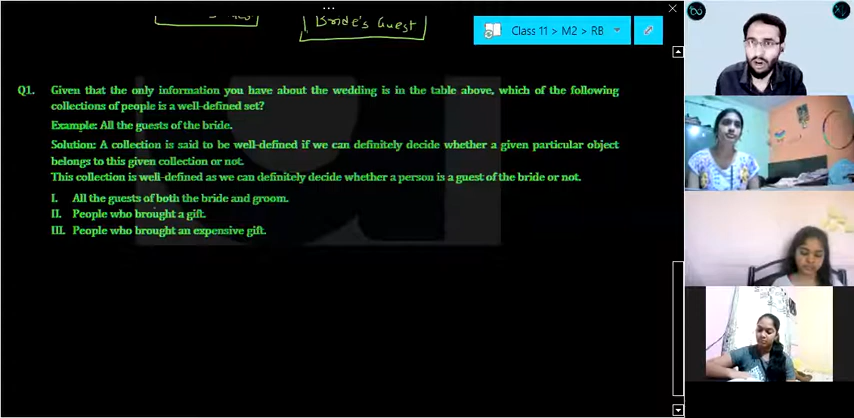 Bride's Guest
Class 11 > M2 > RB
Q1. Given that the only information you have about the wedding is in the table above, which of the following
collections of people is a well-defined set?
Example: All the guests of the bride.
Solution: A collection is said to be well-defined if we can definitely decide whether a given particular object
belongs to this given collection or not.
This collection is well-defined as we can definitely decide whether a person is a guest of the bride or not.
I. All the guests of both the bride and groom.
II. People who brought a gift.
III. People who brought an expensive gift.